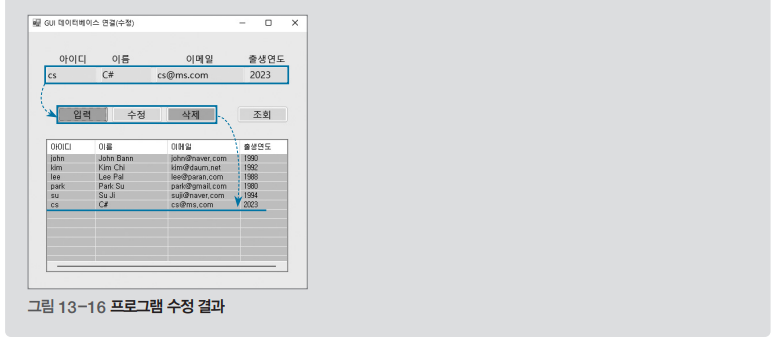 GUI 데이터베이스 연결(수정)
아이디 이름 이메일 출생연도
cs C# cs@ms.com 2023
입력 수정 삭제 조회
아이디 이름 이메일 출생연도
john John Bann john@naver.com 1990
kim Kim Chi kim@daum.net 1992
lee Lee Pal lee@paran.com 1988
park Park Su park@gmail.com 1980
su Su Ji suji@naver.com 1994
cs C# cs@ms.com 2023
그림 13-16 프로그램 수정 결과